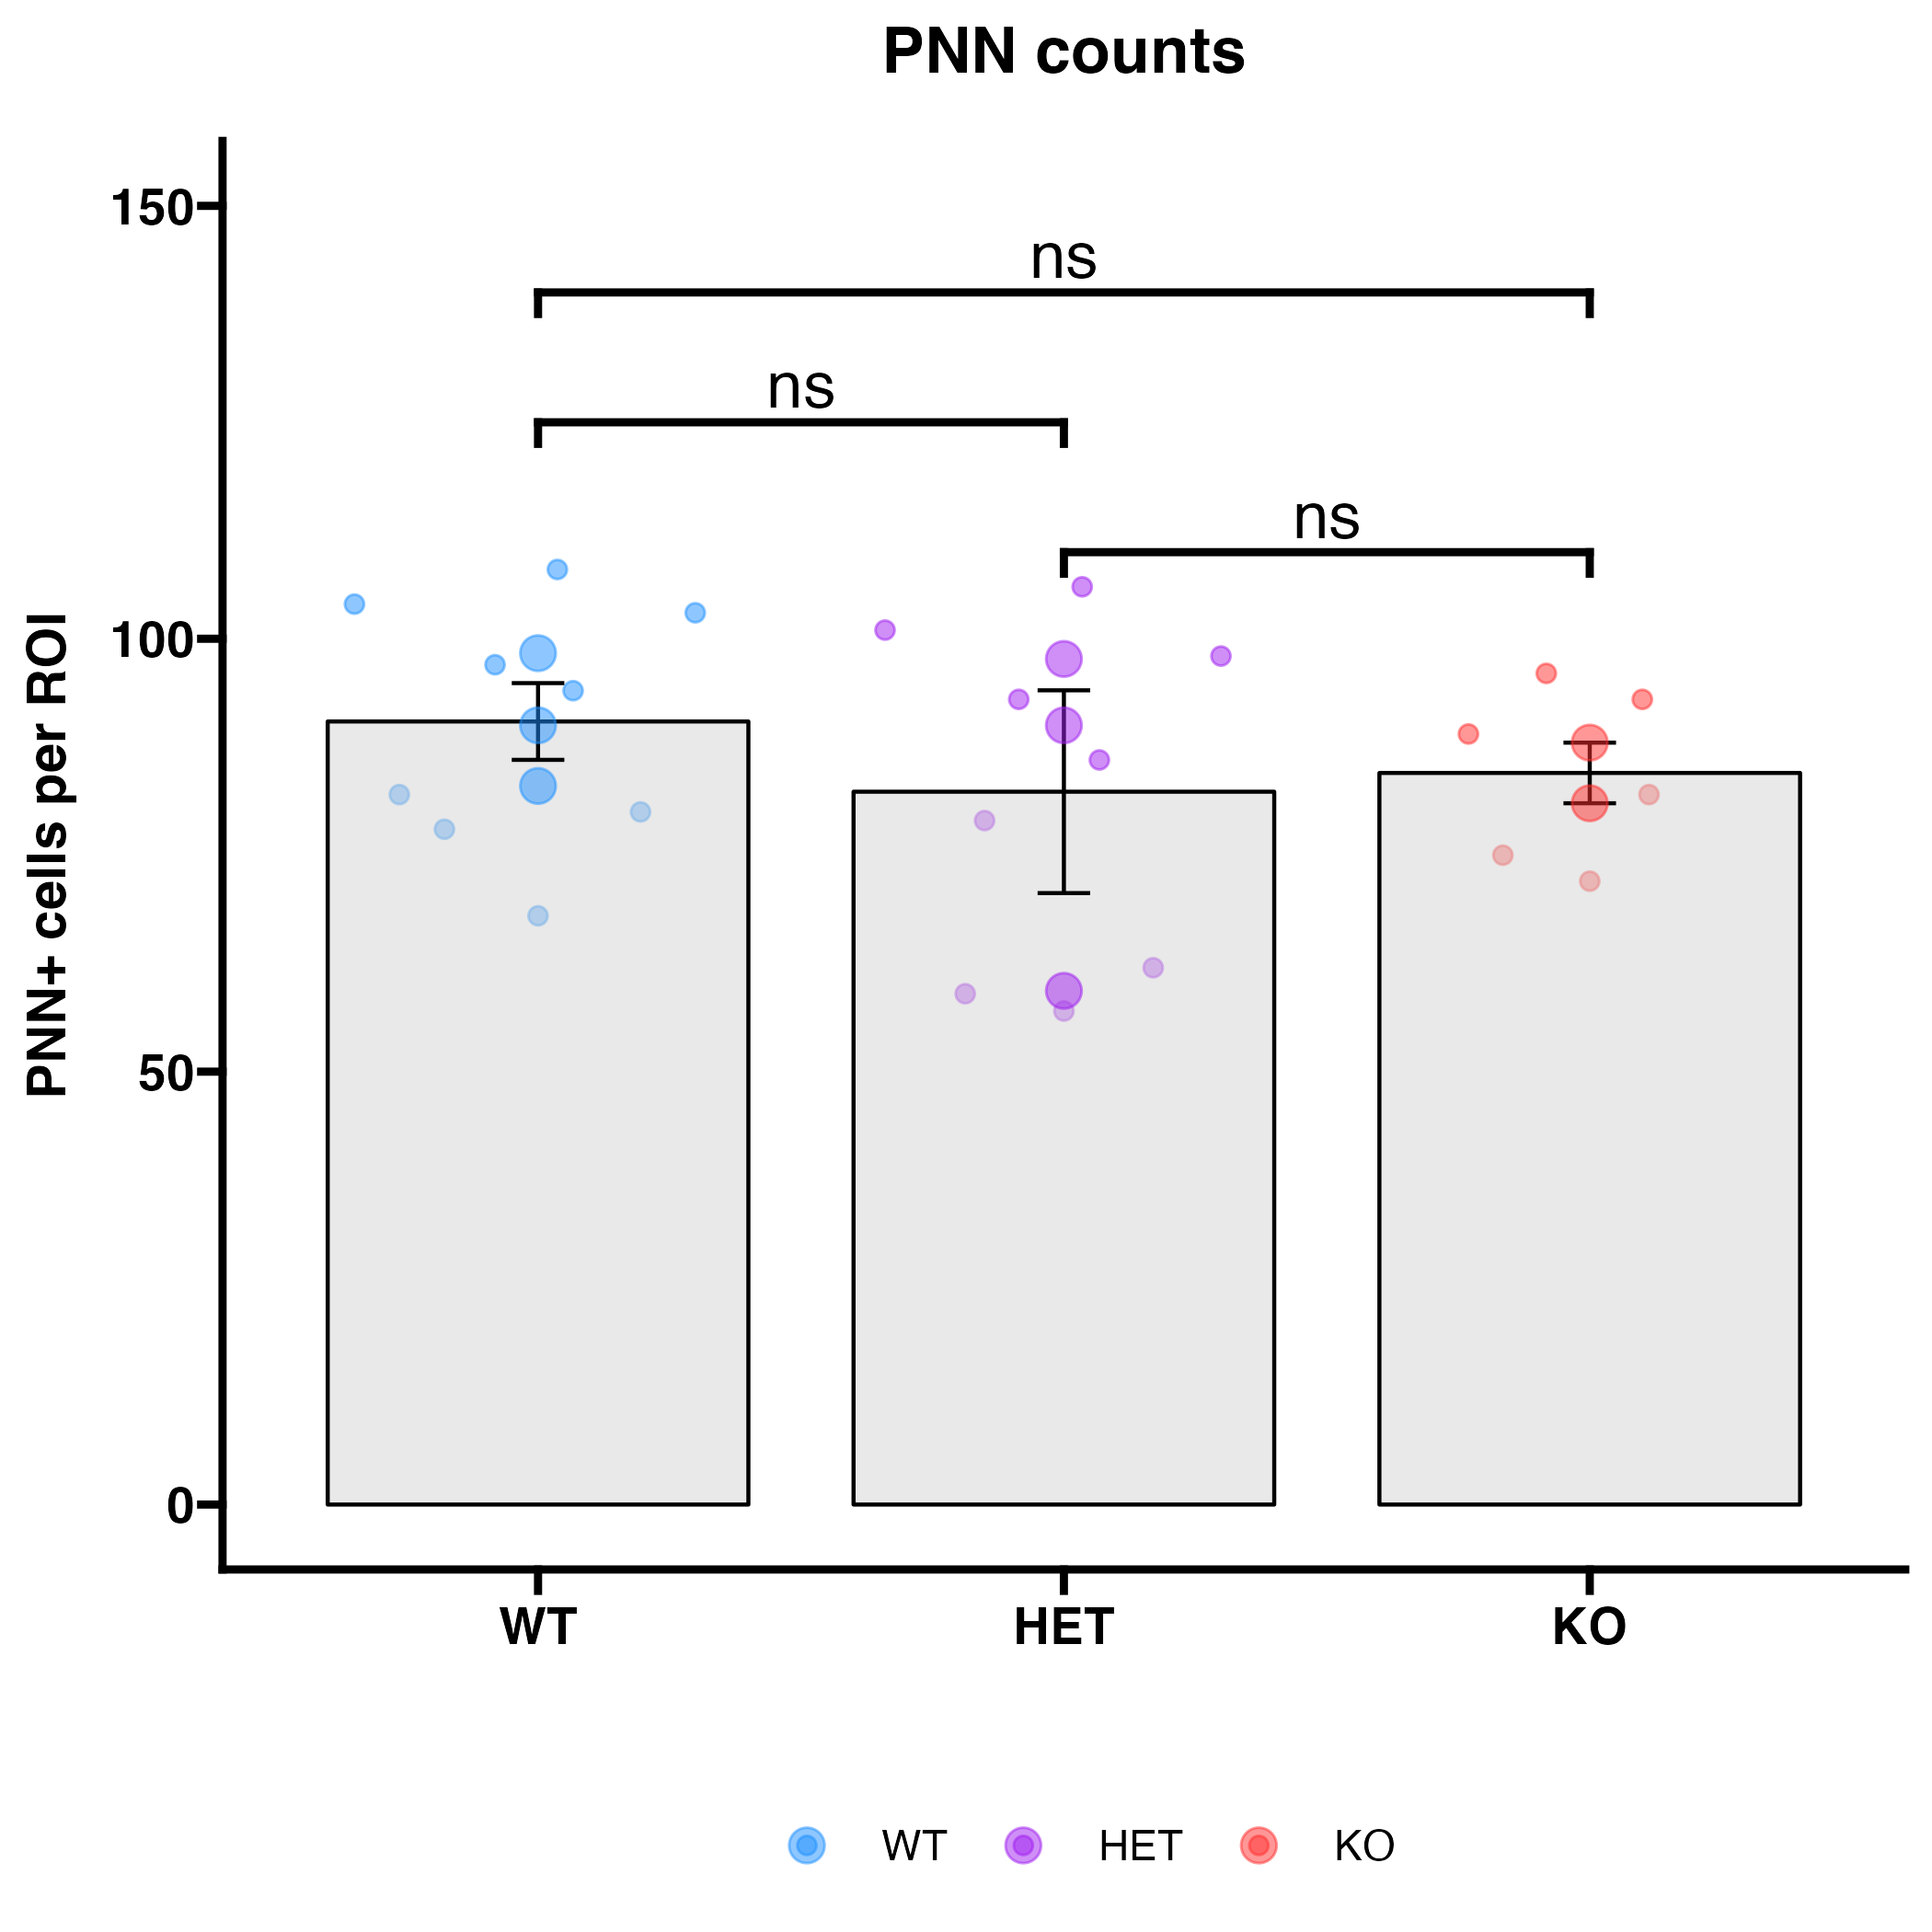 PNN counts
PNN+ cells per ROI
150
100
50
0
ns
ns
ns
WT HET KO
WT HET KO